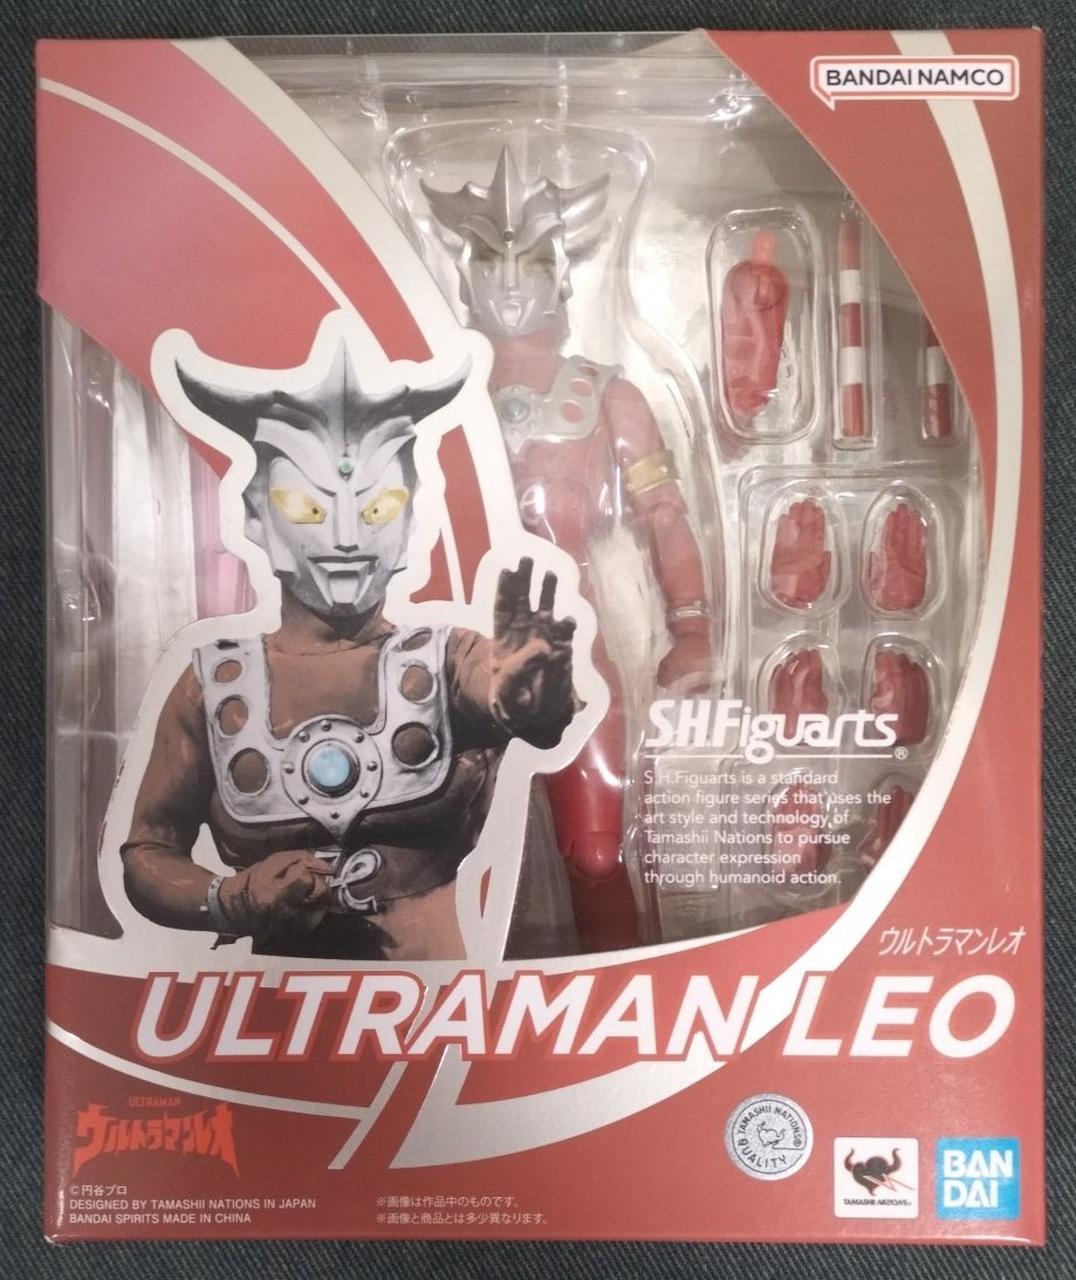 BANDAI NAMCO
S.H.Figuarts®
S.H.Figuarts is a standard
action figure series that uses the
art style and technology of
Tamashii Nations to pursue
character expression
through humanoid action.
ウルトラマンレオ
ULTRAMAN LEO
ULTRAMAN
ウルトラマンレオ
TAMASHII NATIONS®
QUALITY
TAMASHII NATIONS®
BAN
DAI
©円谷プロ
DESIGNED BY TAMASHII NATIONS IN JAPAN
BANDAI SPIRITS MADE IN CHINA
※画像は作品中のものです。
※画像と商品とは多少異なります。